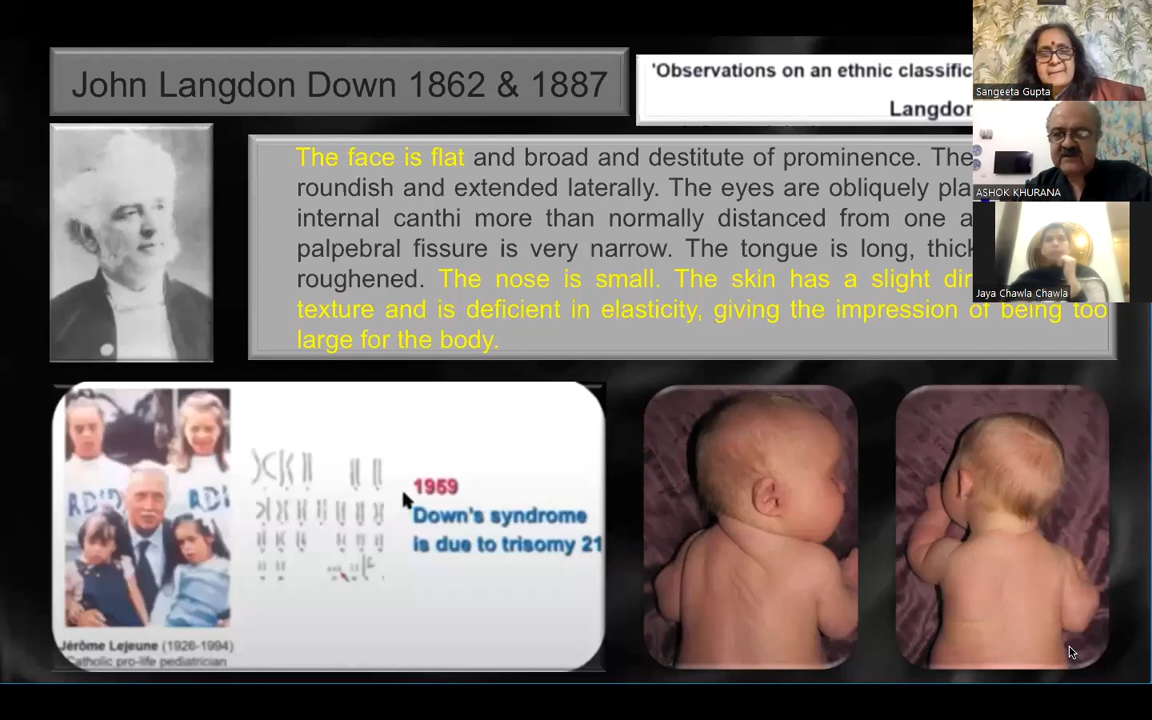 John Langdon Down 1862 & 1887
'Observations on an ethnic classific
Langdon
Sangeeta Gupta
ASHOK KHURANA
Jaya Chawla Chawla
The face is flat and broad and destitute of prominence. The
roundish and extended laterally. The eyes are obliquely pla
internal canthi more than normally distanced from one a
palpebral fissure is very narrow. The tongue is long, thick
roughened. The nose is small. The skin has a slight dir
texture and is deficient in elasticity, giving the impression of being too
large for the body.
1959
Down's syndrome
is due to trisomy 21
Jérôme Lejeune (1926-1994)
Catholic pro-life pediatrician